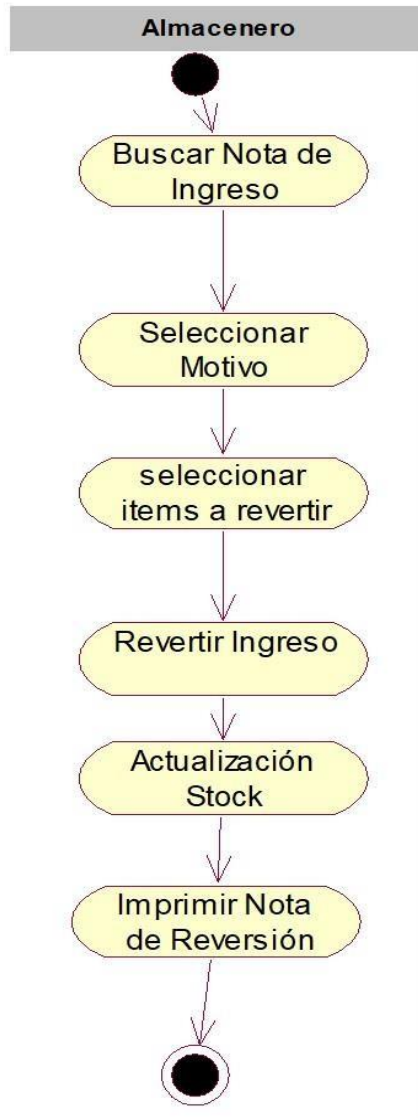 Almacenero
Buscar Nota de
Ingreso
Seleccionar
Motivo
seleccionar
items a revertir
Revertir Ingreso
Actualización
Stock
Imprimir Nota
de Reversión